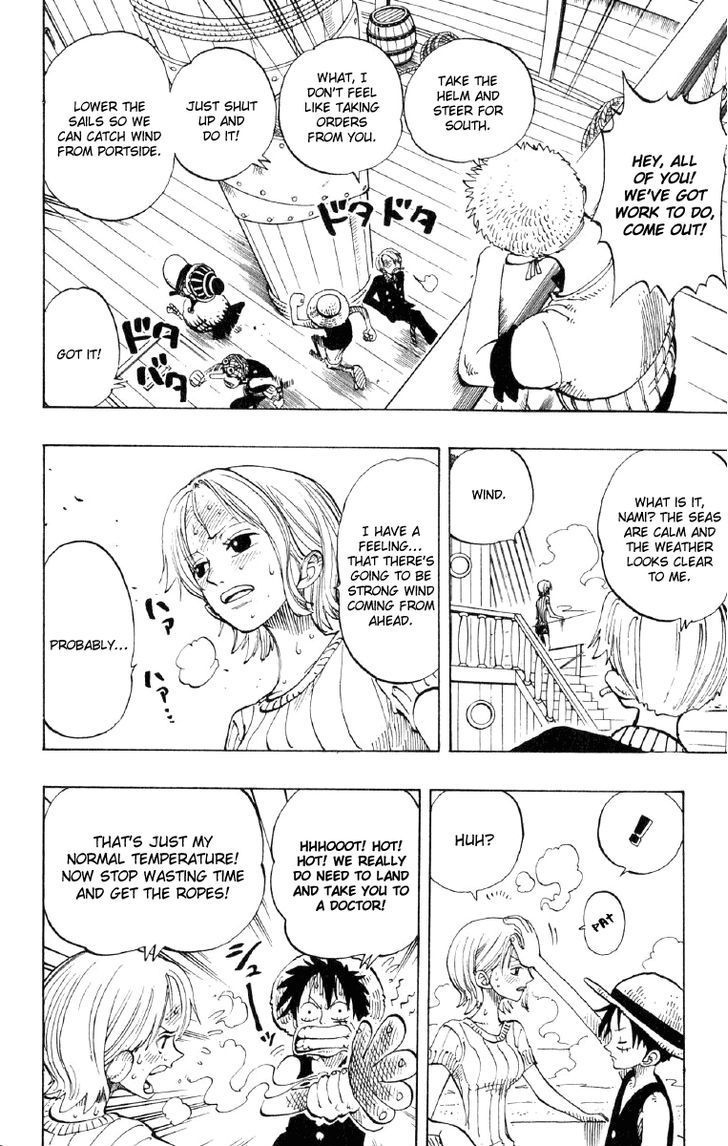 HEY, ALL
OF YOU!
WE'VE GOT
WORK TO DO,
COME OUT!
TAKE THE
HELM AND
STEER FOR
SOUTH.
WHAT, I
DON'T FEEL
LIKE TAKING
ORDERS
FROM YOU.
JUST SHUT
UP AND
DO IT!
LOWER THE
SAILS SO WE
CAN CATCH WIND
FROM PORTSIDE.
ドタドタ
GOT IT!
ドタ
バタ
WHAT IS IT,
NAMI? THE SEAS
ARE CALM AND
THE WEATHER
LOOKS CLEAR
TO ME.
WIND.
I HAVE A
FEELING...
THAT THERE'S
GOING TO BE
STRONG WIND
COMING FROM
AHEAD.
ハァ
ハァ...
PROBABLY...
!
PAT
HUH?
HHHOOOT! HOT!
HOT! WE REALLY
DO NEED TO LAND
AND TAKE YOU TO
A DOCTOR!
THAT'S JUST MY
NORMAL TEMPERATURE!
NOW STOP WASTING TIME
AND GET THE ROPES!